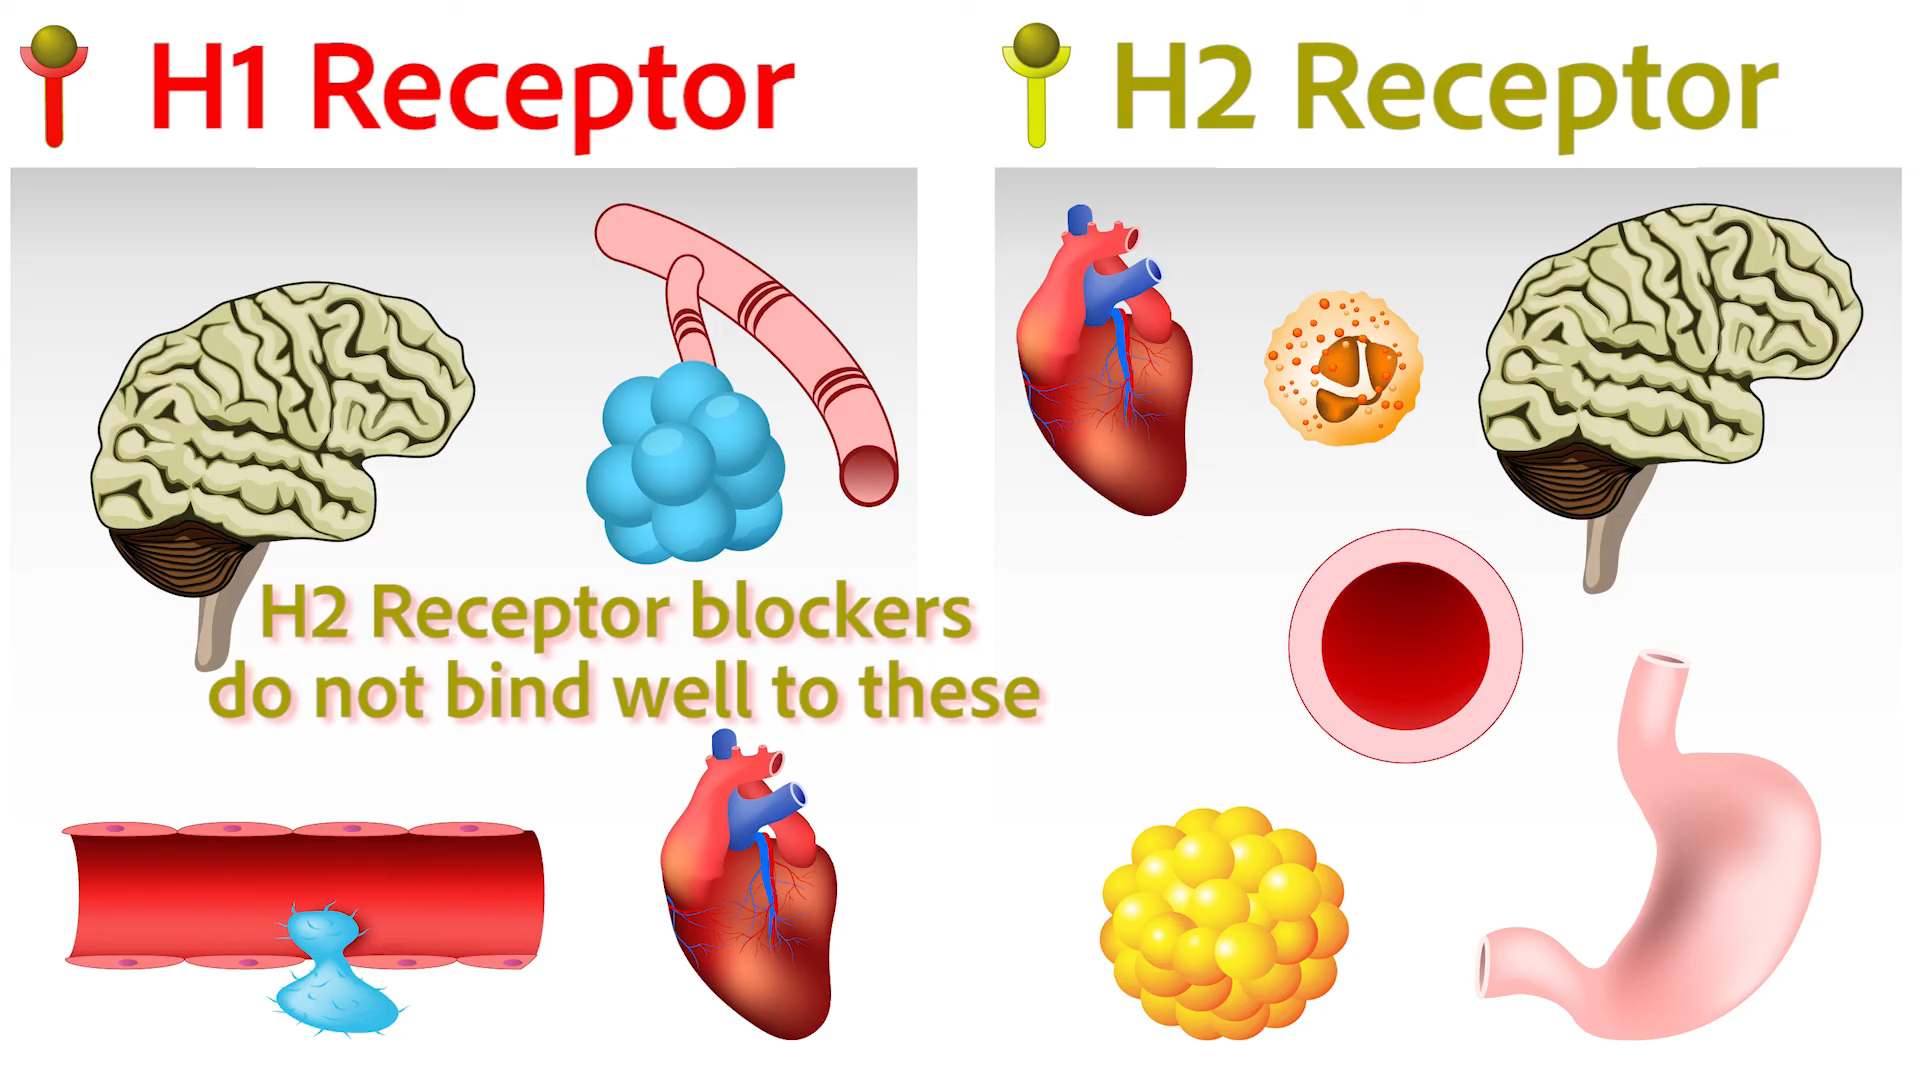 H1 Receptor
H2 Receptor
H2 Receptor blockers
do not bind well to these